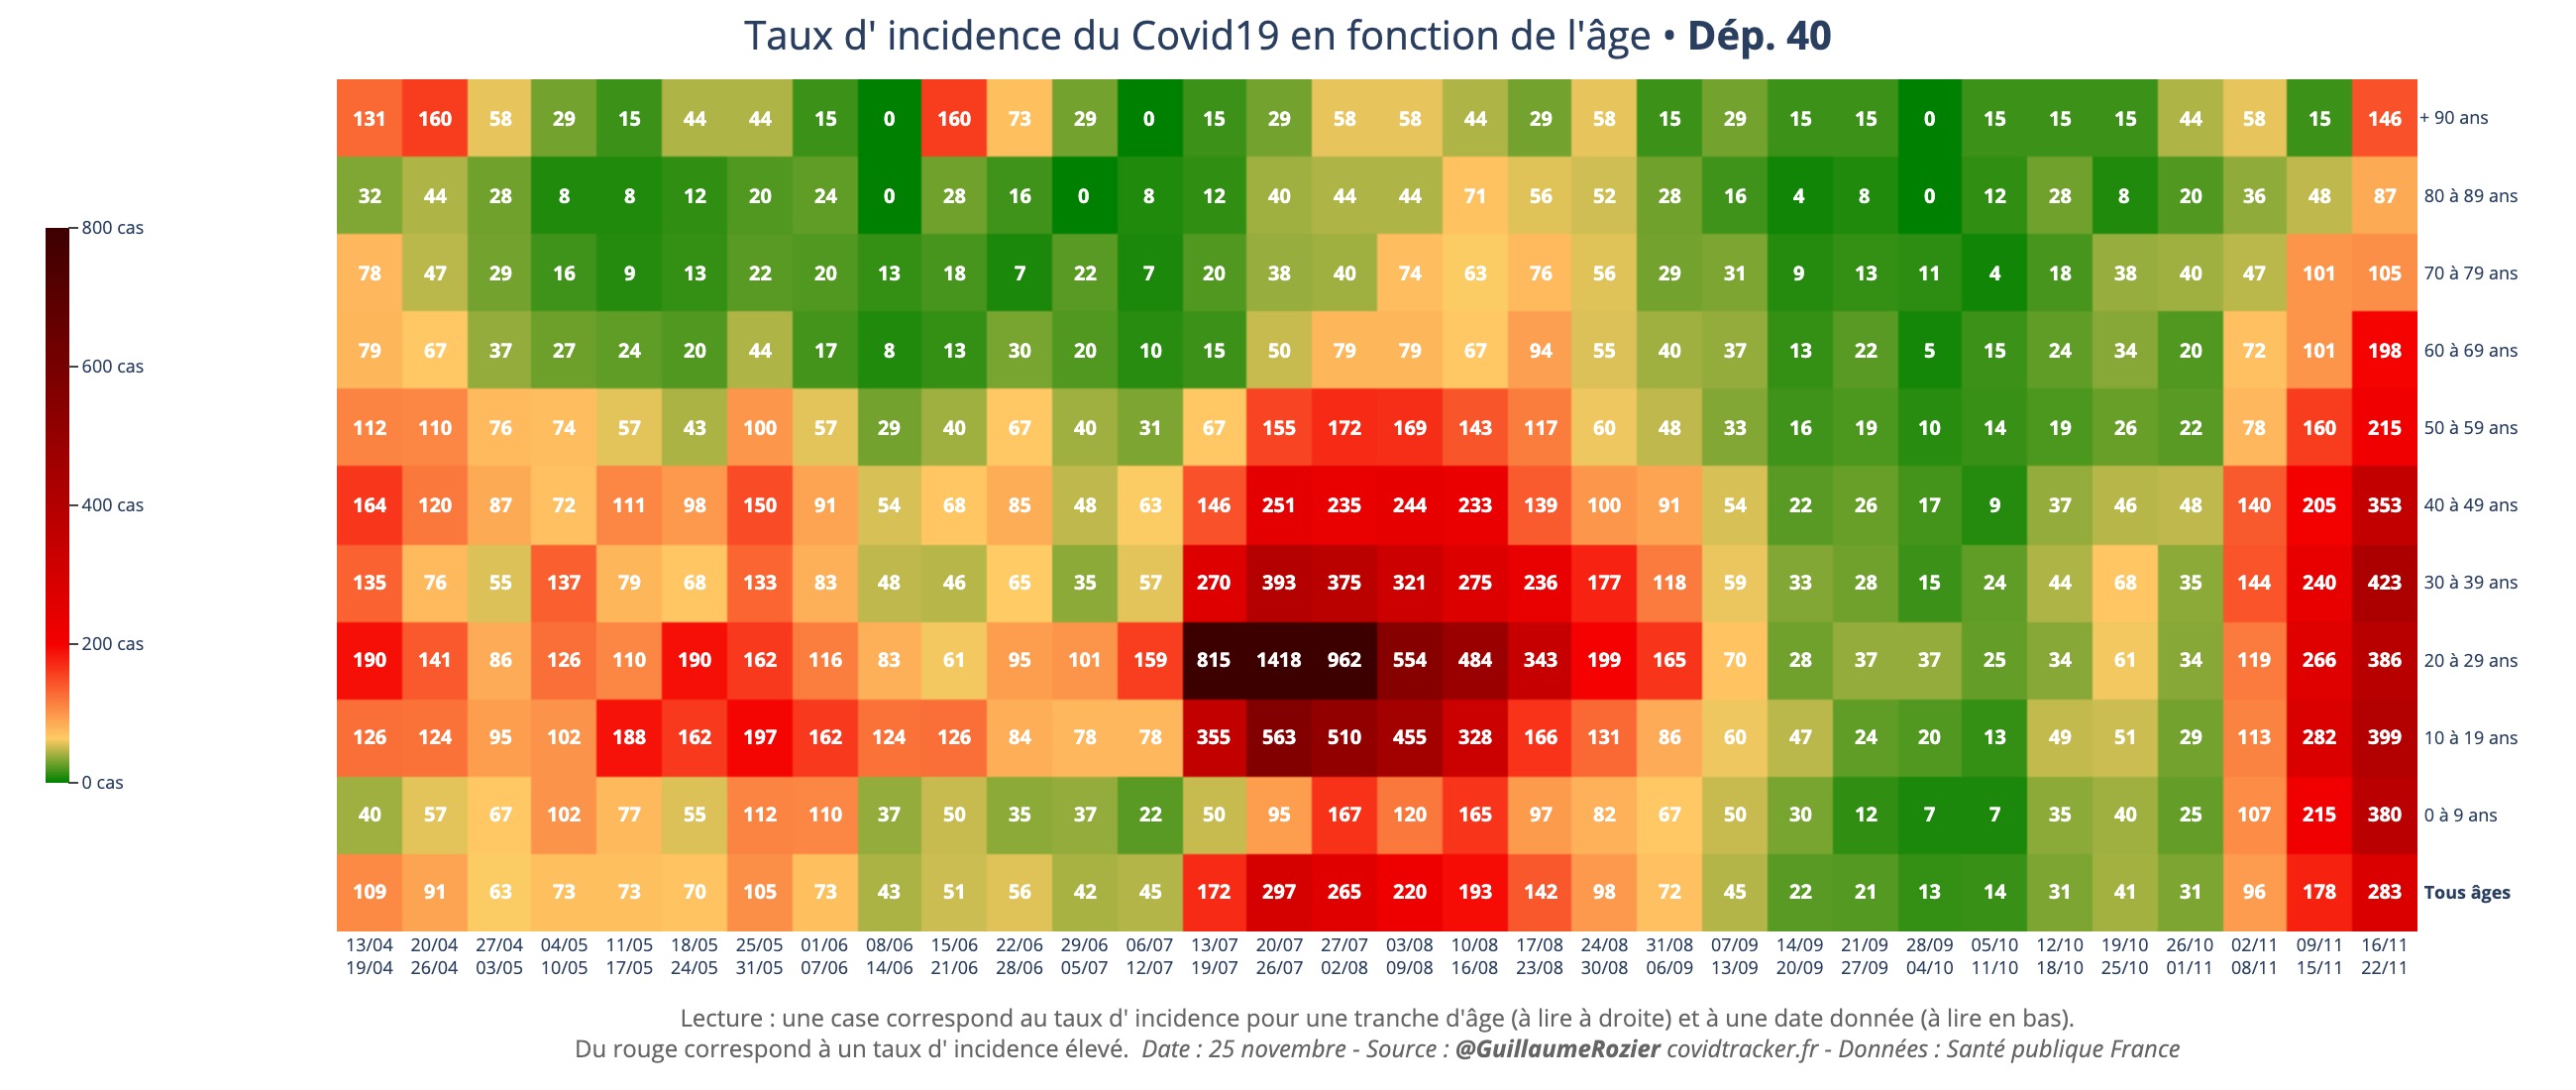 Taux d' incidence du Covid19 en fonction de l'âge • Dép. 40
800 cas
600 cas
400 cas
200 cas
0 cas
131 160 58 29 15 44 44 15 0 160 73 29 0 15 29 58 58 44 29 58 15 29 15 15 0 15 15 15 44 58 15 146 + 90 ans
32 44 28 8 8 12 20 24 0 28 16 0 8 12 40 44 44 71 56 52 28 16 4 8 0 12 28 8 20 36 48 87 80 à 89 ans
78 47 29 16 9 13 22 20 13 18 7 22 7 20 38 40 74 63 76 56 29 31 9 13 11 4 18 38 40 47 101 105 70 à 79 ans
79 67 37 27 24 20 44 17 8 13 30 20 10 15 50 79 79 67 94 55 40 37 13 22 5 15 24 34 20 72 101 198 60 à 69 ans
112 110 76 74 57 43 100 57 29 40 67 40 31 67 155 172 169 143 117 60 48 33 16 19 10 14 19 26 22 78 160 215 50 à 59 ans
164 120 87 72 111 98 150 91 54 68 85 48 63 146 251 235 244 233 139 100 91 54 22 26 17 9 37 46 48 140 205 353 40 à 49 ans
135 76 55 137 79 68 133 83 48 46 65 35 57 270 393 375 321 275 236 177 118 59 33 28 15 24 44 68 35 144 240 423 30 à 39 ans
190 141 86 126 110 190 162 116 83 61 95 101 159 815 1418 962 554 484 343 199 165 70 28 37 37 25 34 61 34 119 266 386 20 à 29 ans
126 124 95 102 188 162 197 162 124 126 84 78 78 355 563 510 455 328 166 131 86 60 47 24 20 13 49 51 29 113 282 399 10 à 19 ans
40 57 67 102 77 55 112 110 37 50 35 37 22 50 95 167 120 165 97 82 67 50 30 12 7 7 35 40 25 107 215 380 0 à 9 ans
109 91 63 73 73 70 105 73 43 51 56 42 45 172 297 265 220 193 142 98 72 45 22 21 13 14 31 41 31 96 178 283 Tous âges
13/04 20/04 27/04 04/05 11/05 18/05 25/05 01/06 08/06 15/06 22/06 29/06 06/07 13/07 20/07 27/07 03/08 10/08 17/08 24/08 31/08 07/09 14/09 21/09 28/09 05/10 12/10 19/10 26/10 02/11 09/11 16/11
19/04 26/04 03/05 10/05 17/05 24/05 31/05 07/06 14/06 21/06 28/06 05/07 12/07 19/07 26/07 02/08 09/08 16/08 23/08 30/08 06/09 13/09 20/09 27/09 04/10 11/10 18/10 25/10 01/11 08/11 15/11 22/11
Lecture : une case correspond au taux d' incidence pour une tranche d'âge (à lire à droite) et à une date donnée (à lire en bas).
Du rouge correspond à un taux d' incidence élevé. Date : 25 novembre - Source : @GuillaumeRozier covidtracker.fr - Données : Santé publique France